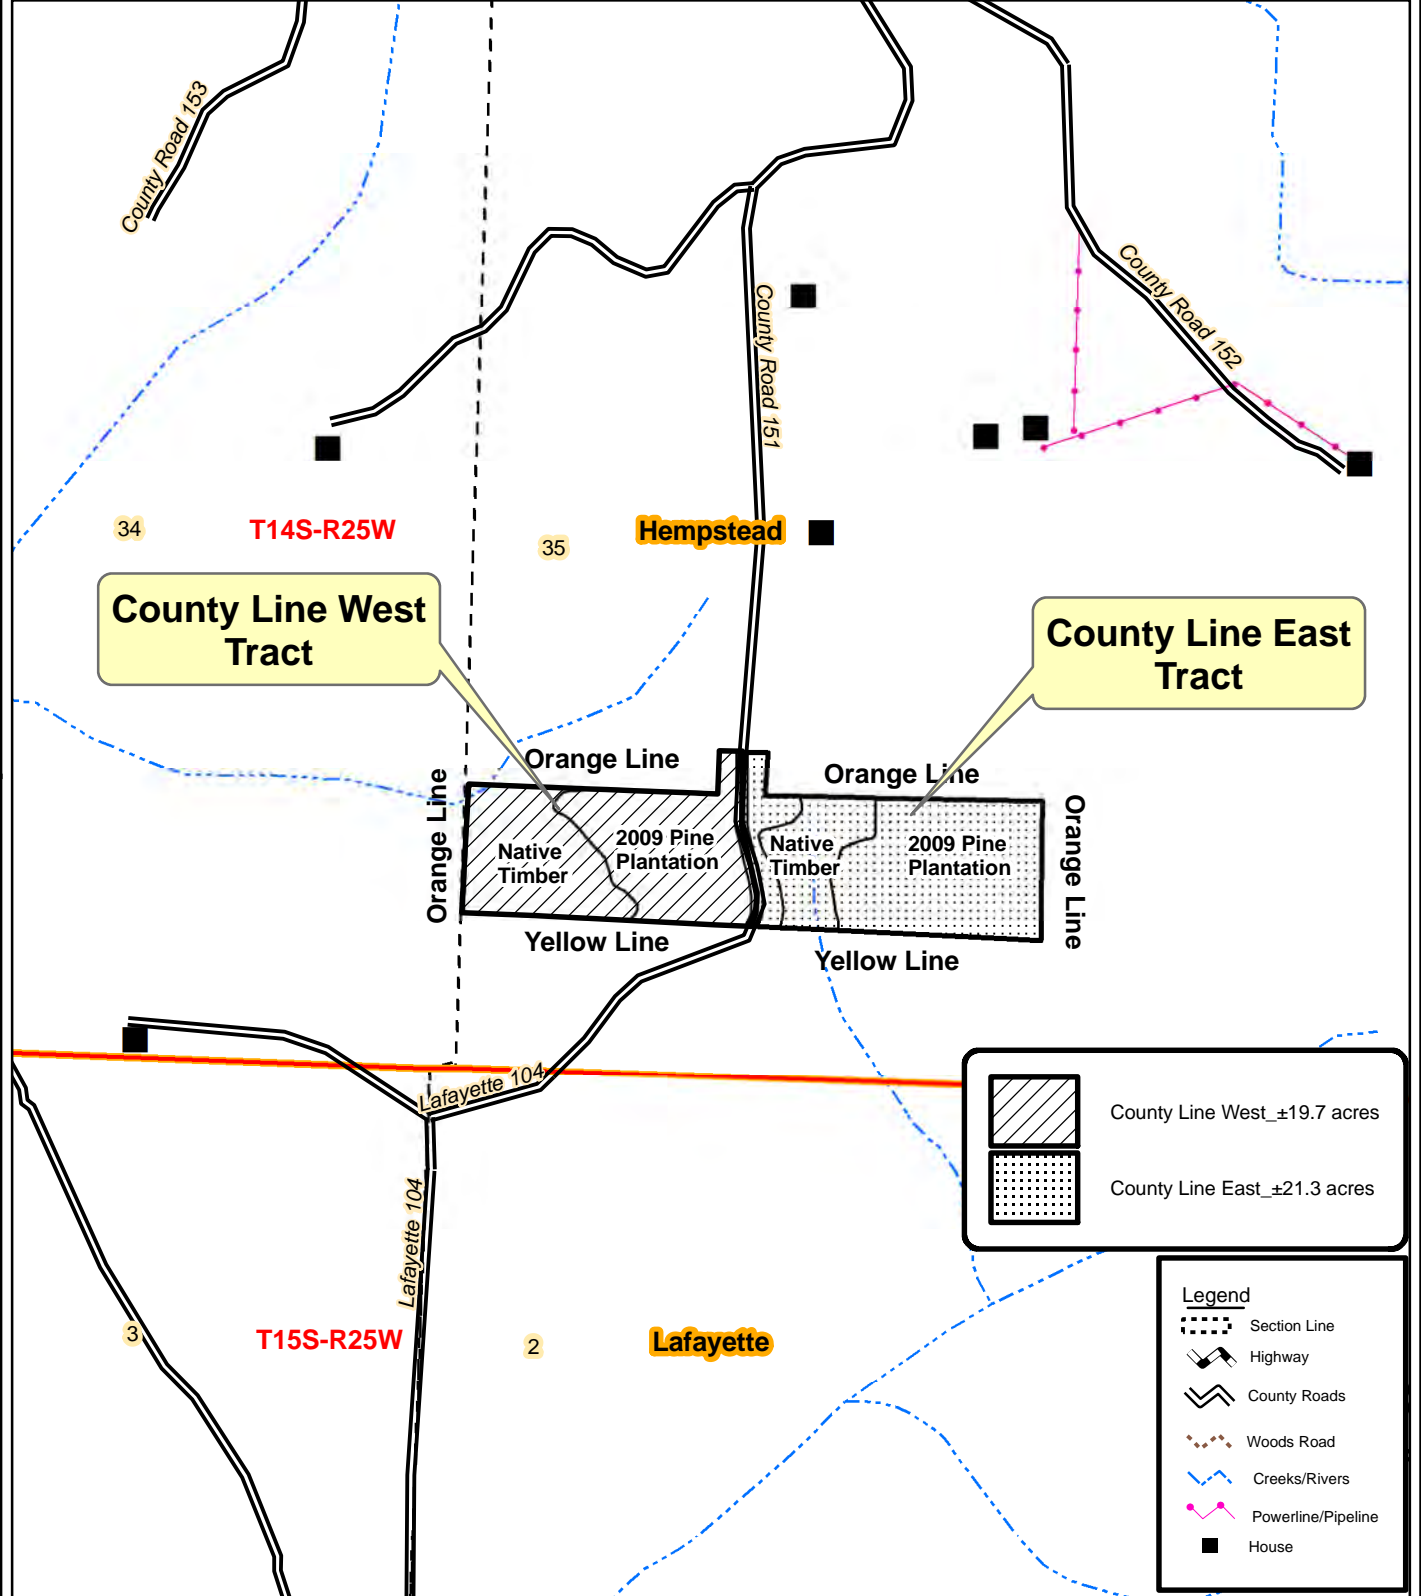 County Road 153
County Road 152
County Road 151
34
T14S-R25W
35
Hempstead
County Line West
Tract
County Line East
Tract
Orange Line
Orange Line
Orange Line
Orange Line
Native
Timber
2009 Pine
Plantation
Native
Timber
2009 Pine
Plantation
Yellow Line
Yellow Line
Lafayette 104
Lafayette 104
County Line West_±19.7 acres
County Line East_±21.3 acres
3
T15S-R25W
2
Lafayette
Legend
Section Line
Highway
County Roads
Woods Road
Creeks/Rivers
Powerline/Pipeline
House